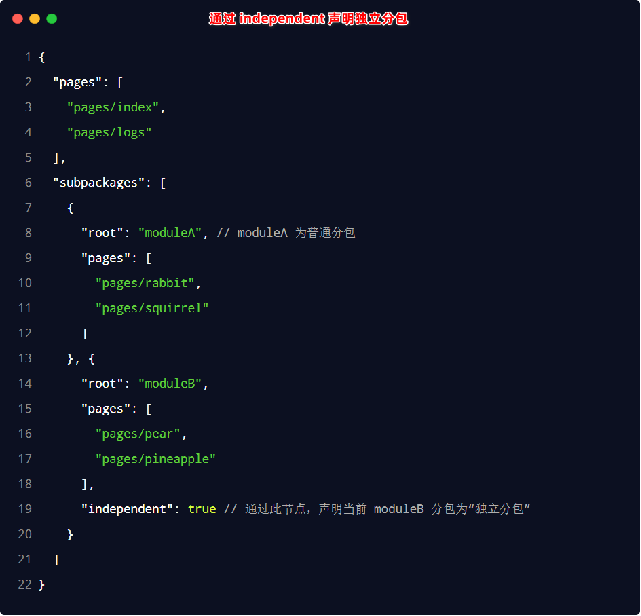 通过 independent 声明独立分包
1 {
2   "pages": [
3     "pages/index",
4     "pages/logs"
5   ],
6   "subpackages": [
7     {
8       "root": "moduleA", // moduleA 为普通分包
9       "pages": [
10         "pages/rabbit",
11         "pages/squirrel"
12       ]
13     }, {
14       "root": "moduleB",
15       "pages": [
16         "pages/pear",
17         "pages/pineapple"
18       ],
19       "independent": true // 通过此节点，声明当前 moduleB 分包为“独立分包”
20     }
21   ]
22 }